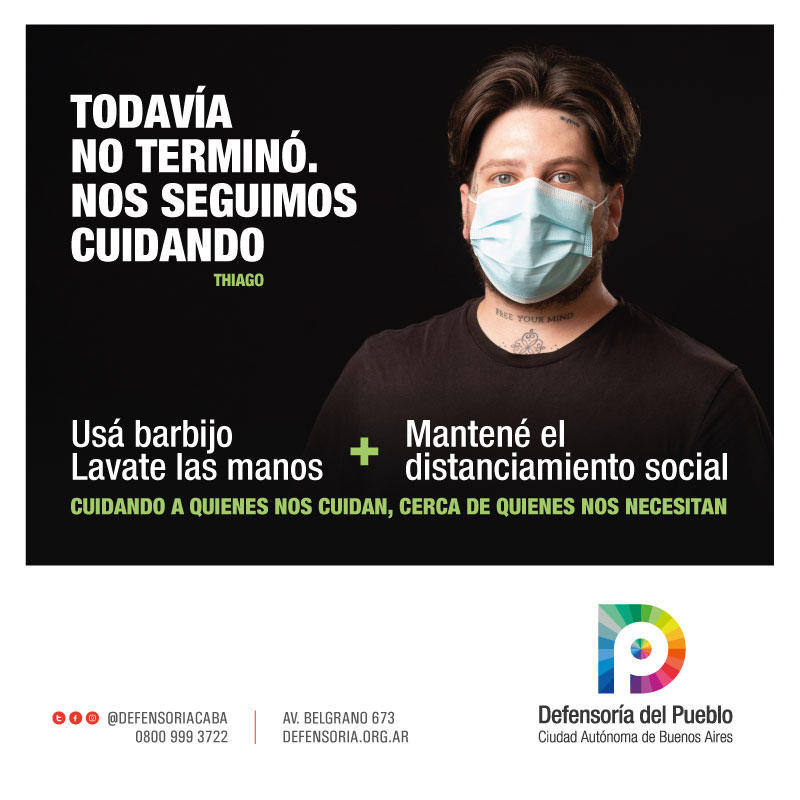 TODAVÍA
NO TERMINÓ.
NOS SEGUIMOS
CUIDANDO
THIAGO
FREE YOUR MIND
Usá barbijo
Lavate las manos
+
Mantené el
distanciamiento social
CUIDANDO A QUIENES NOS CUIDAN, CERCA DE QUIENES NOS NECESITAN
@DEFENSORIACABA
0800 999 3722
AV. BELGRANO 673
DEFENSORIA.ORG.AR
Defensoría del Pueblo
Ciudad Autónoma de Buenos Aires